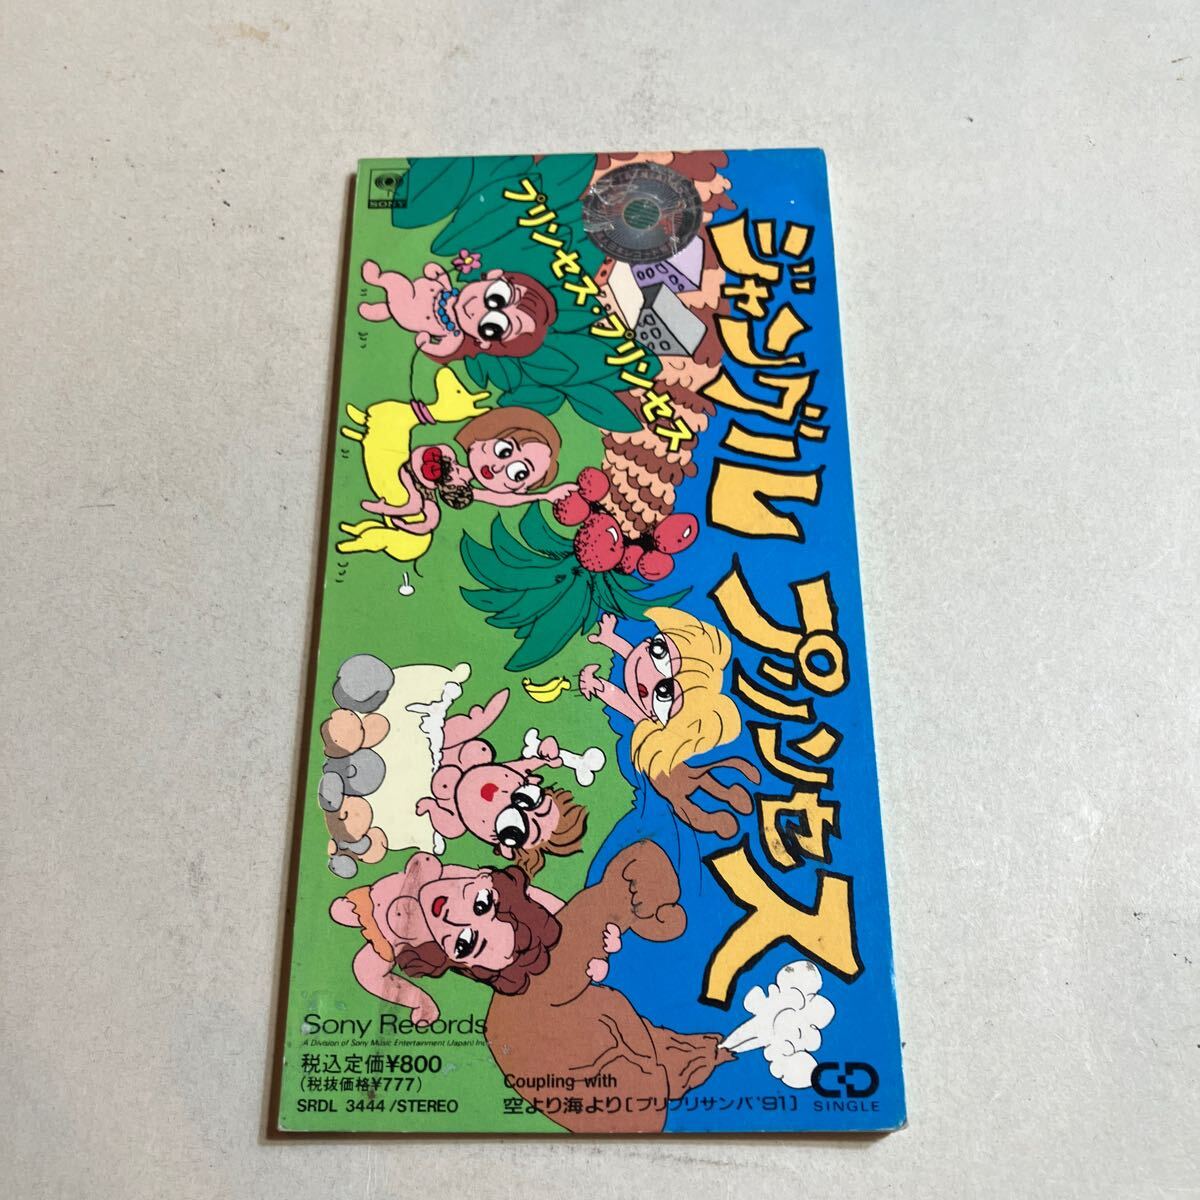 SONY
プリンセス・プリンセス
ジャングル プリンセス
Sony Records
A Division of Sony Music Entertainment (Japan) Inc.
税込定価¥800
(税抜価格¥777)
SRDL 3444/STEREO
Coupling with
空より海より[プリプリサンバ'91]
CD
SINGLE